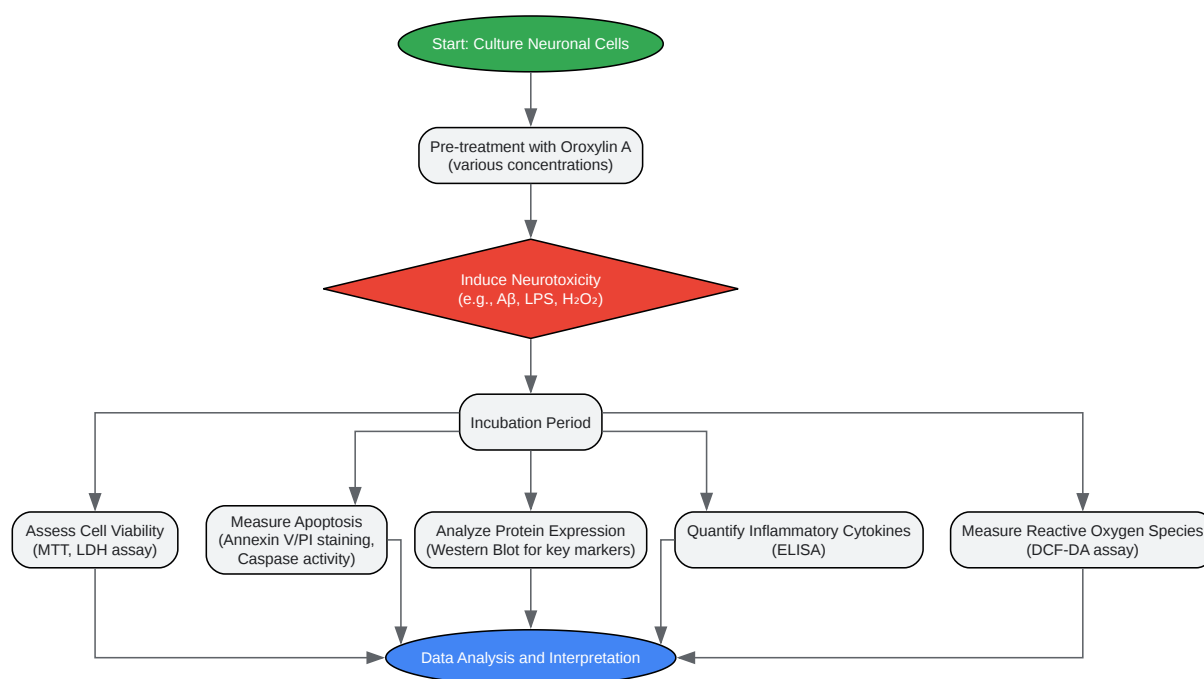 Start: Culture Neuronal Cells
Pre-treatment with Oroxylin A
(various concentrations)
Induce Neurotoxicity
(e.g., Aβ, LPS, H₂O₂)
Incubation Period
Assess Cell Viability
(MTT, LDH assay)
Measure Apoptosis
(Annexin V/PI staining,
Caspase activity)
Analyze Protein Expression
(Western Blot for key markers)
Quantify Inflammatory Cytokines
(ELISA)
Measure Reactive Oxygen Species
(DCF-DA assay)
Data Analysis and Interpretation